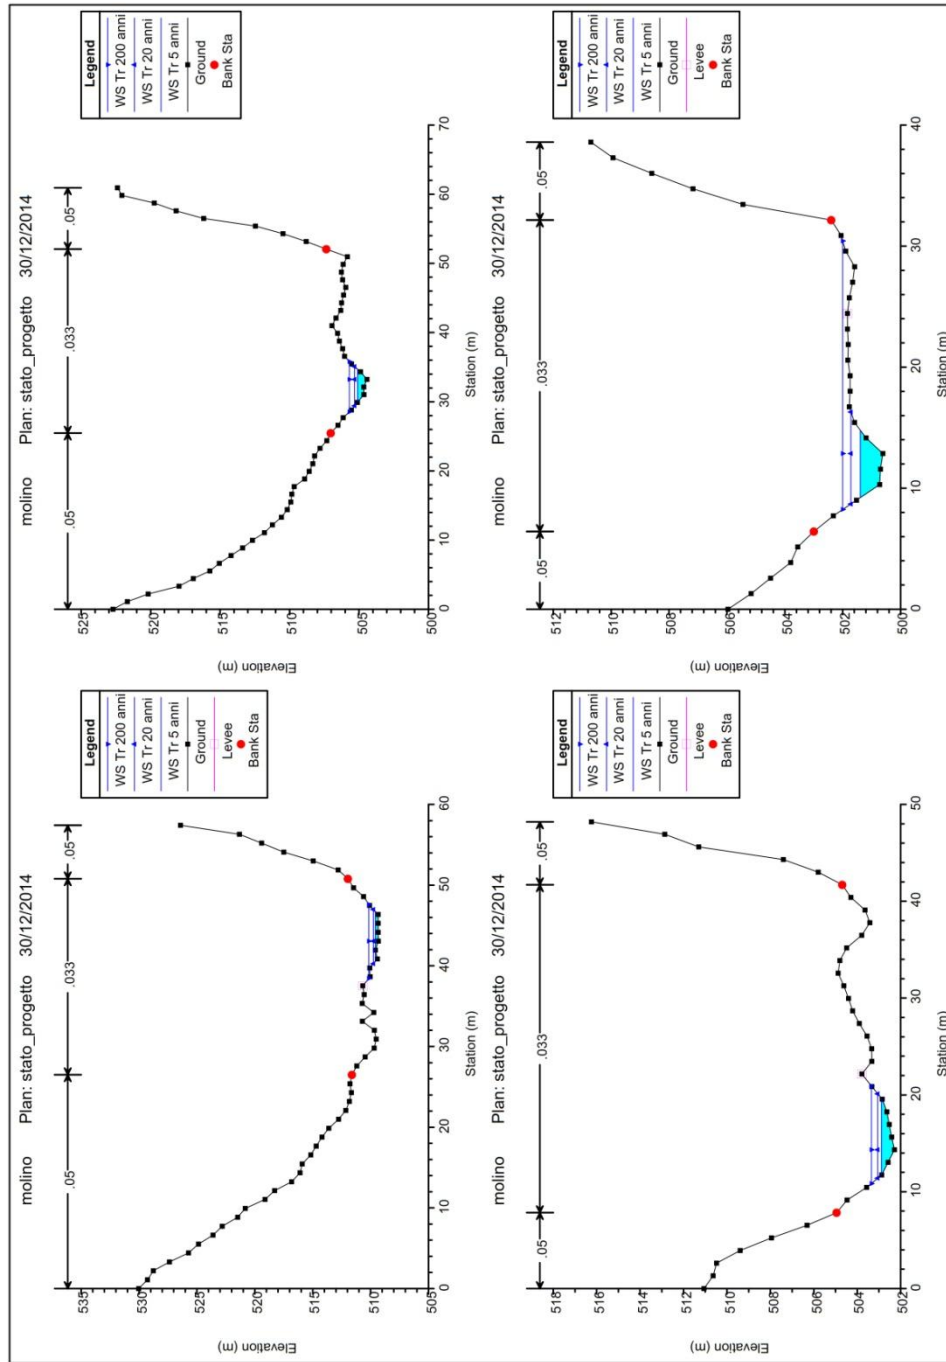 molino Plan: stato_progetto 30/12/2014
.05
.033
.05
Legend
WS Tr 200 anni
WS Tr 20 anni
WS Tr 5 anni
Ground
Levee
Bank Sta
Elevation (m)
535
530
525
520
515
510
505
0 10 20 30 40 50 60
Station (m)
molino Plan: stato_progetto 30/12/2014
.05
.033
.05
Legend
WS Tr 200 anni
WS Tr 20 anni
WS Tr 5 anni
Ground
Bank Sta
Elevation (m)
525
520
515
510
505
500
0 10 20 30 40 50 60 70
Station (m)
molino Plan: stato_progetto 30/12/2014
.05
.033
.05
Legend
WS Tr 200 anni
WS Tr 20 anni
WS Tr 5 anni
Ground
Levee
Bank Sta
Elevation (m)
518
516
514
512
510
508
506
504
502
0 10 20 30 40 50
Station (m)
molino Plan: stato_progetto 30/12/2014
.05
.033
.05
Legend
WS Tr 200 anni
WS Tr 20 anni
WS Tr 5 anni
Ground
Levee
Bank Sta
Elevation (m)
512
510
508
506
504
502
500
0 10 20 30 40
Station (m)